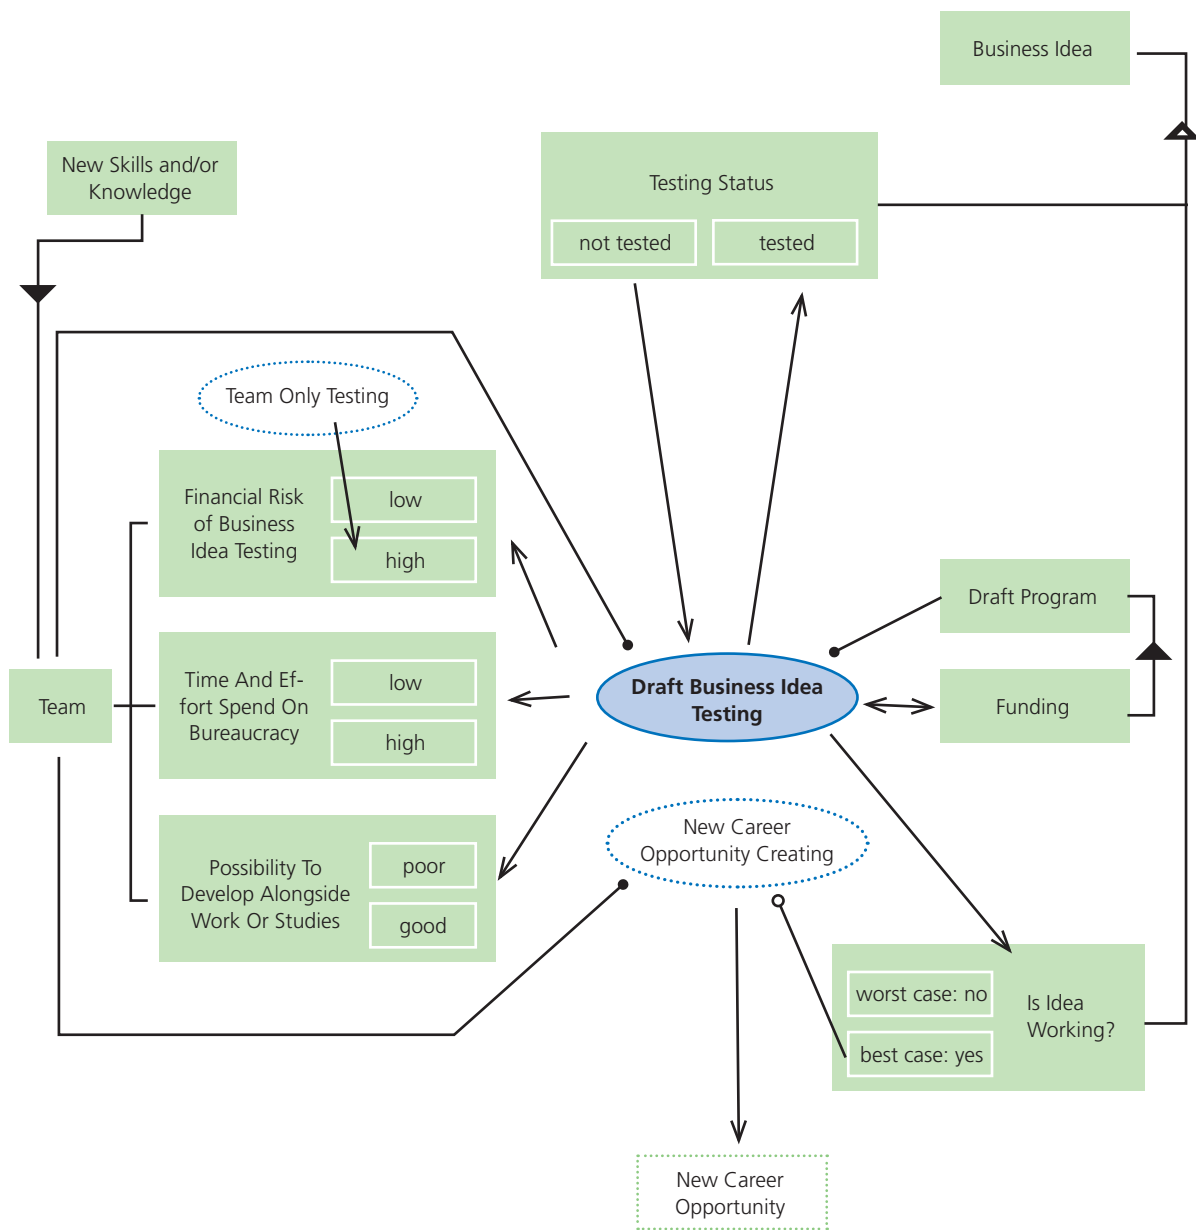 Business Idea
New Skills and/or
Knowledge
Testing Status
not tested
tested
Team Only Testing
Financial Risk
of Business
Idea Testing
low
high
Draft Program
Funding
Draft Business Idea
Testing
Team
Time And Ef-
fort Spend On
Bureaucracy
low
high
New Career
Opportunity Creating
Possibility To
Develop Alongside
Work Or Studies
poor
good
worst case: no
best case: yes
Is Idea
Working?
New Career
Opportunity